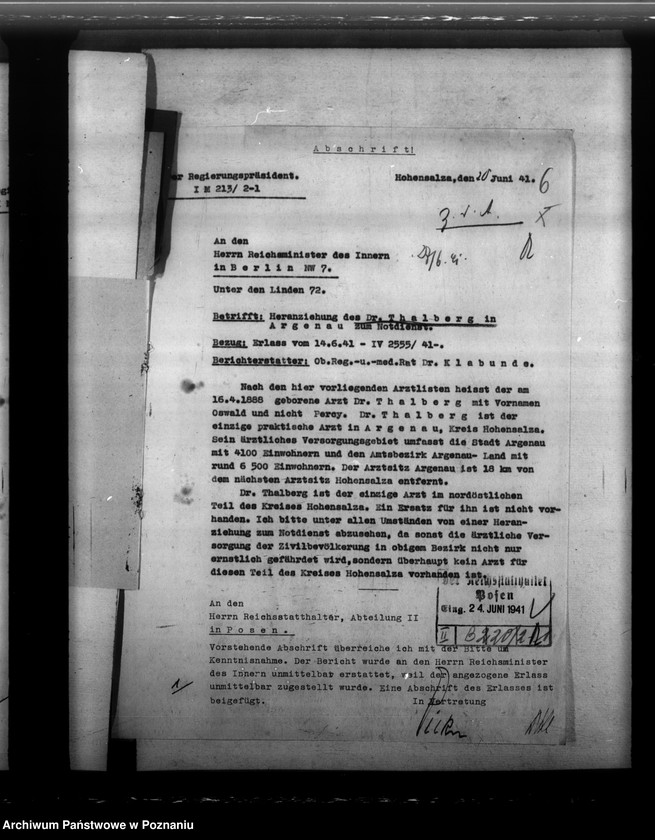 Abschrift!
er Regierungspräsident.
I M 213/ 2-1
Hohensalza, den 20 Juni 41.
6
z.d.A.
An den
Herrn Reichsminister des Innern
in Berlin NW 7.
Unter den Linden 72.
Betrifft: Heranziehung des Dr. Thalberg in
Argenau zum Notdienst.
Bezug: Erlass vom 14.6.41 - IV 2555/ 41-.
Berichterstatter: Ob.Reg.-u.-med.Rat Dr. Klabunde.
Nach den hier vorliegenden Arztlisten heisst der am
16.4.1888 geborene Arzt Dr. Thalberg mit Vornamen
Oswald und nicht Percy. Dr. Thalberg ist der
einzige praktische Arzt in Argenau, Kreis Hohensalza.
Sein ärztliches Versorgungsgebiet umfasst die Stadt Argenau
mit 4100 Einwohnern und den Amtsbezirk Argenau- Land mit
rund 6 500 Einwohnern. Der Arztsitz Argenau ist 18 km von
dem nächsten Arztsitz Hohensalza entfernt.
Dr. Thalberg ist der einzige Arzt im nordöstlichen
Teil des Kreises Hohensalza. Ein Ersatz für ihn ist nicht vor-
handen. Ich bitte unter allen Umständen von einer Heran-
ziehung zum Notdienst abzusehen, da sonst die ärztliche Ver-
sorgung der Zivilbevölkerung in obigem Bezirk nicht nur
ernstlich gefährdet wird, sondern überhaupt kein Arzt für
diesen Teil des Kreises Hohensalza vorhanden ist.
Der Reichsstatthalter
Posen
Eing. 24. JUNI 1941
II
An den
Herrn Reichsstatthalter, Abteilung II
in Posen.
Vorstehende Abschrift überreiche ich mit der Bitte um
Kenntnisnahme. Der Bericht wurde an den Herrn Reichsminister
des Innern unmittelbar erstattet, weil der angezogene Erlass
unmittelbar zugestellt wurde. Eine Abschrift des Erlasses ist
beigefügt.
In Vertretung
Archiwum Państwowe w Poznaniu